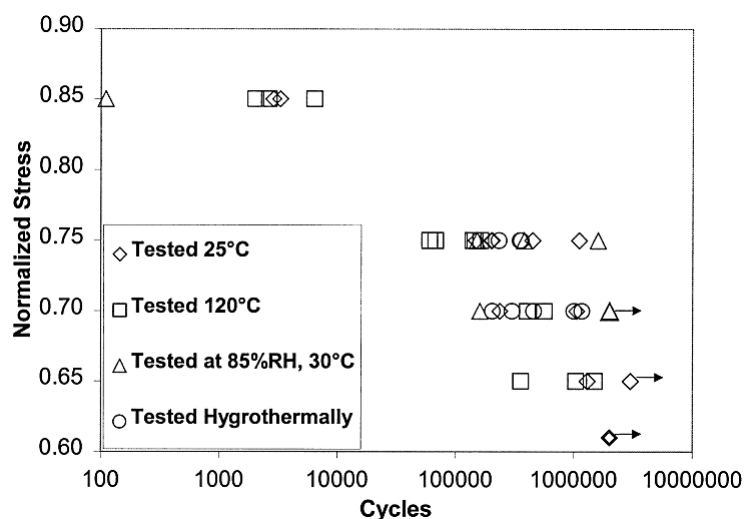 0.90
0.85
0.80
0.75
0.70
0.65
0.60
Normalized Stress
Tested 25°C
Tested 120°C
Tested at 85%RH, 30°C
Tested Hygrothermally
100 1000 10000 100000 1000000 10000000
Cycles